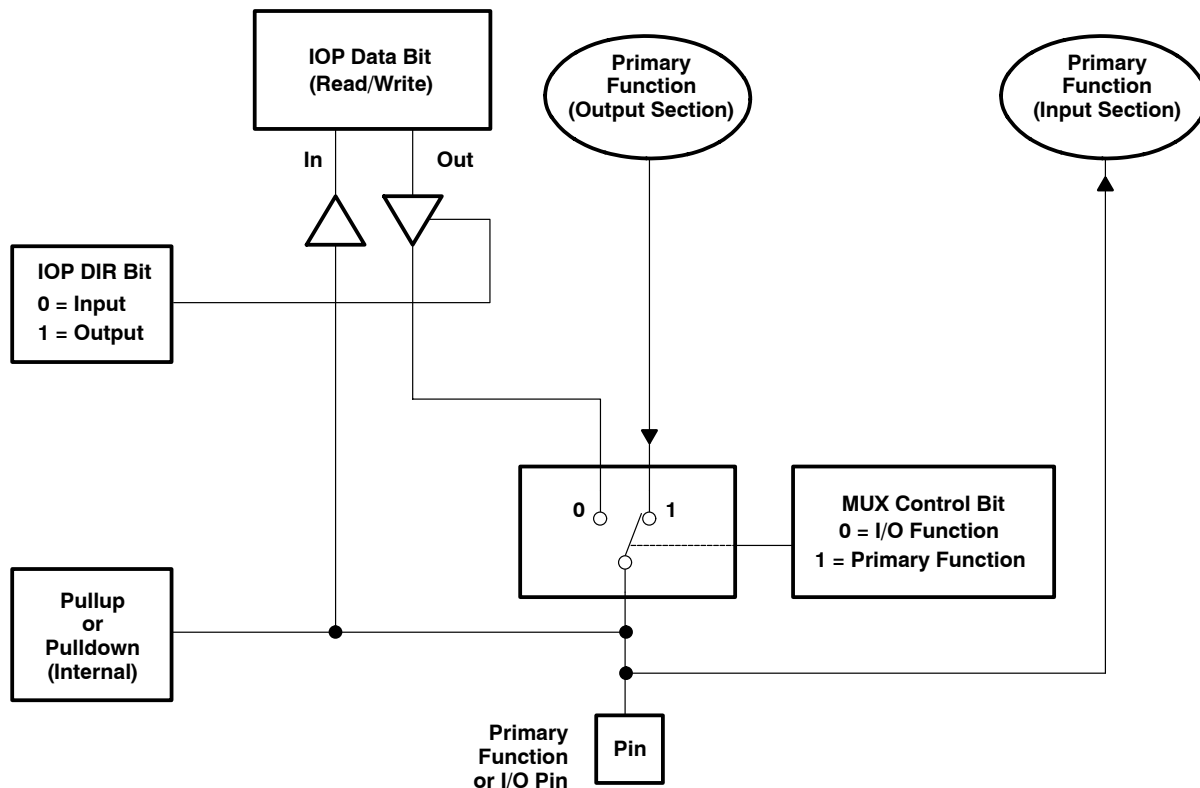 IOP Data Bit
(Read/Write)
Primary
Function
(Output Section)
Primary
Function
(Input Section)
In
Out
IOP DIR Bit
0 = Input
1 = Output
0
1
MUX Control Bit
0 = I/O Function
1 = Primary Function
Pullup
or
Pulldown
(Internal)
Primary
Function
or I/O Pin
Pin